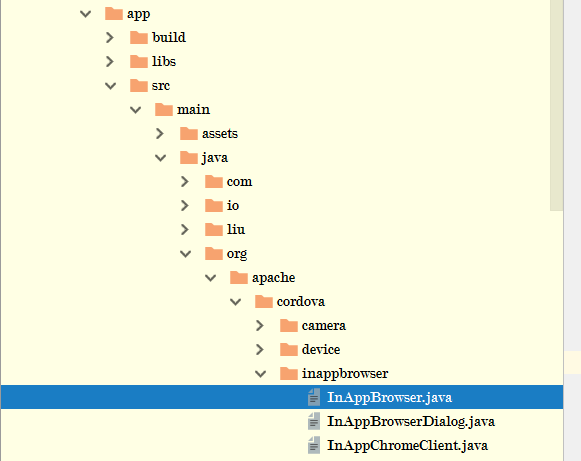 app
build
libs
src
main
assets
java
com
io
liu
org
apache
cordova
camera
device
inappbrowser
InAppBrowser.java
InAppBrowserDialog.java
InAppChromeClient.java